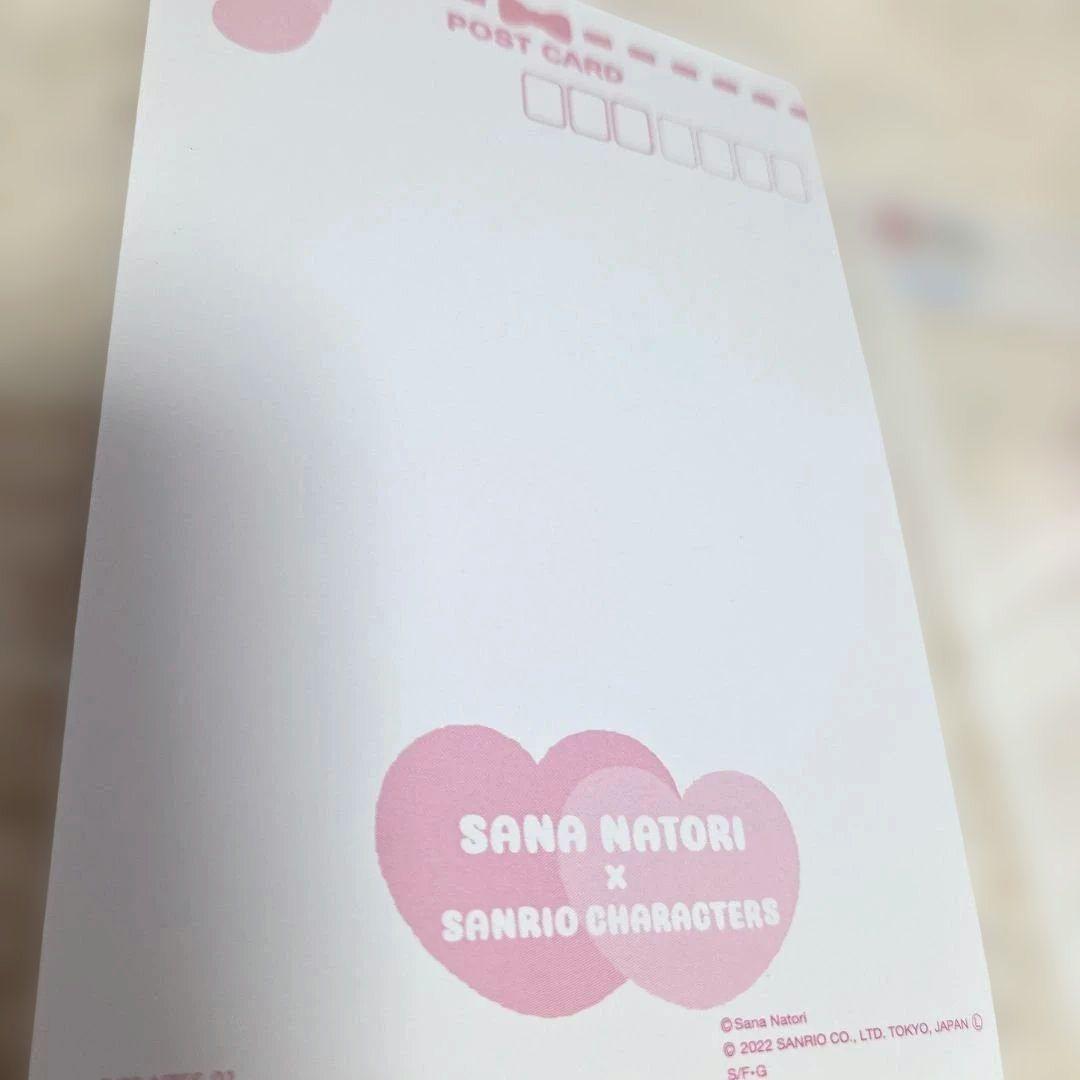 POST CARD
SANA NATORI
x
SANRIO CHARACTERS
©Sana Natori
© 2022 SANRIO CO., LTD. TOKYO, JAPAN Ⓛ
S/F•G